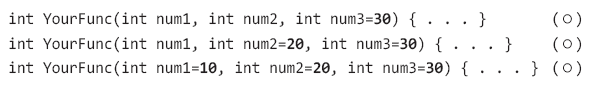 int YourFunc(int num1, int num2, int num3=30) { . . . } (○)
int YourFunc(int num1, int num2=20, int num3=30) { . . . } (○)
int YourFunc(int num1=10, int num2=20, int num3=30) { . . . } (○)